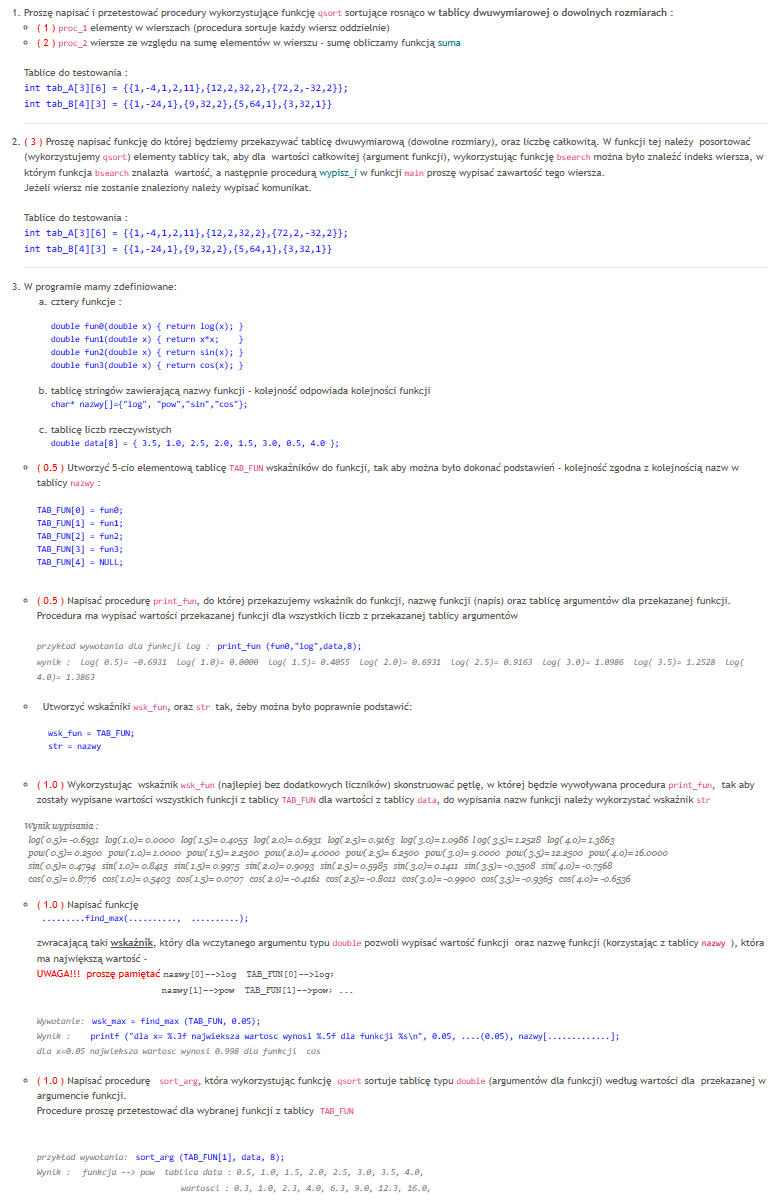 1. Proszę napisać i przetestować procedury wykorzystujące funkcję qsort sortujące rosnąco w tablicy dwuwymiarowej o dowolnych rozmiarach :
( 1 ) proc_1 elementy w wierszach (procedura sortuje każdy wiersz oddzielnie)
( 2 ) proc_2 wiersze ze względu na sumę elementów w wierszu - sumę obliczamy funkcją suma
Tablice do testowania :
int tab_A[3][6] = {{1,-4,1,2,11},{12,2,32,2},{72,2,-32,2}};
int tab_B[4][3] = {{1,-24,1},{9,32,2},{5,64,1},{3,32,1}}
2. ( 3 ) Proszę napisać funkcję do której będziemy przekazywać tablicę dwuwymiarową (dowolne rozmiary), oraz liczbę całkowitą. W funkcji tej należy posortować
(wykorzystujemy qsort) elementy tablicy tak, aby dla wartości całkowitej (argument funkcji), wykorzystując funkcję bsearch można było znaleźć indeks wiersza, w
którym funkcja bsearch znalazła wartość, a następnie procedurą wypisz_i w funkcji main proszę wypisać zawartość tego wiersza.
Jeżeli wiersz nie zostanie znaleziony należy wypisać komunikat.
Tablice do testowania :
int tab_A[3][6] = {{1,-4,1,2,11},{12,2,32,2},{72,2,-32,2}};
int tab_B[4][3] = {{1,-24,1},{9,32,2},{5,64,1},{3,32,1}}
3. W programie mamy zdefiniowane:
a. cztery funkcje :
double fun0(double x) { return log(x); }
double fun1(double x) { return x*x; }
double fun2(double x) { return sin(x); }
double fun3(double x) { return cos(x); }
b. tablicę stringów zawierającą nazwy funkcji - kolejność odpowiada kolejności funkcji
char* nazwy[]={"log", "pow","sin","cos"};
c. tablicę liczb rzeczywistych
double data[8] = { 3.5, 1.0, 2.5, 2.0, 1.5, 3.0, 0.5, 4.0 };
( 0.5 ) Utworzyć 5-cio elementową tablicę TAB_FUN wskaźników do funkcji, tak aby można było dokonać podstawień - kolejność zgodna z kolejnością nazw w
tablicy nazwy :
TAB_FUN[0] = fun0;
TAB_FUN[1] = fun1;
TAB_FUN[2] = fun2;
TAB_FUN[3] = fun3;
TAB_FUN[4] = NULL;
( 0.5 ) Napisać procedurę print_fun, do której przekazujemy wskaźnik do funkcji, nazwę funkcji (napis) oraz tablicę argumentów dla przekazanej funkcji.
Procedura ma wypisać wartości przekazanej funkcji dla wszystkich liczb z przekazanej tablicy argumentów
przykład wywołania dla funkcji log : print_fun (fun0,"log",data,8);
wynik : log( 0.5)= -0.6931 log( 1.0)= 0.0000 log( 1.5)= 0.4055 log( 2.0)= 0.6931 log( 2.5)= 0.9163 log( 3.0)= 1.0986 log( 3.5)= 1.2528 log(
4.0)= 1.3863
Utworzyć wskaźniki wsk_fun, oraz str tak, żeby można było poprawnie podstawić:
wsk_fun = TAB_FUN;
str = nazwy
( 1.0 ) Wykorzystując wskaźnik wsk_fun (najlepiej bez dodatkowych liczników) skonstruować pętlę, w której będzie wywoływana procedura print_fun, tak aby
zostały wypisane wartości wszystkich funkcji z tablicy TAB_FUN dla wartości z tablicy data, do wypisania nazw funkcji należy wykorzystać wskaźnik str
Wynik wypisania :
log( 0.5)= -0.6931 log( 1.0)= 0.0000 log( 1.5)= 0.4055 log( 2.0)= 0.6931 log( 2.5)= 0.9163 log( 3.0)= 1.0986 log( 3.5)= 1.2528 log( 4.0)= 1.3863
pow( 0.5)= 0.2500 pow( 1.0)= 1.0000 pow( 1.5)= 2.2500 pow( 2.0)= 4.0000 pow( 2.5)= 6.2500 pow( 3.0)= 9.0000 pow( 3.5)= 12.2500 pow( 4.0)= 16.0000
sin( 0.5)= 0.4794 sin( 1.0)= 0.8415 sin( 1.5)= 0.9975 sin( 2.0)= 0.9093 sin( 2.5)= 0.5985 sin( 3.0)= 0.1411 sin( 3.5)= -0.3508 sin( 4.0)= -0.7568
cos( 0.5)= 0.8776 cos( 1.0)= 0.5403 cos( 1.5)= 0.0707 cos( 2.0)= -0.4161 cos( 2.5)= -0.8011 cos( 3.0)= -0.9900 cos( 3.5)= -0.9365 cos( 4.0)= -0.6536
( 1.0 ) Napisać funkcję
.........find_max(.........., ..........);
zwracającą taki wskaźnik, który dla wczytanego argumentu typu double pozwoli wypisać wartość funkcji oraz nazwę funkcji (korzystając z tablicy nazwy ), która
ma największą wartość -
UWAGA!!! proszę pamiętać nazwy[0]-->log TAB_FUN[0]-->log;
nazwy[1]-->pow TAB_FUN[1]-->pow; ...
Wywołanie: wsk_max = find_max (TAB_FUN, 0.05);
Wynik : printf ("dla x= %.3f najwieksza wartosc wynosi %.5f dla funkcji %s\n", 0.05, ....(0.05), nazwy[.............];
dla x=0.05 najwieksza wartosc wynosi 0.998 dla funkcji cos
( 1.0 ) Napisać procedurę sort_arg, która wykorzystując funkcję qsort sortuje tablicę typu double (argumentów dla funkcji) według wartości dla przekazanej w
argumencie funkcji.
Procedure proszę przetestować dla wybranej funkcji z tablicy TAB_FUN
przykład wywołania: sort_arg (TAB_FUN[1], data, 8);
Wynik : funkcja --> pow tablica data : 0.5, 1.0, 1.5, 2.0, 2.5, 3.0, 3.5, 4.0,
wartosci : 0.3, 1.0, 2.3, 4.0, 6.3, 9.0, 12.3, 16.0,